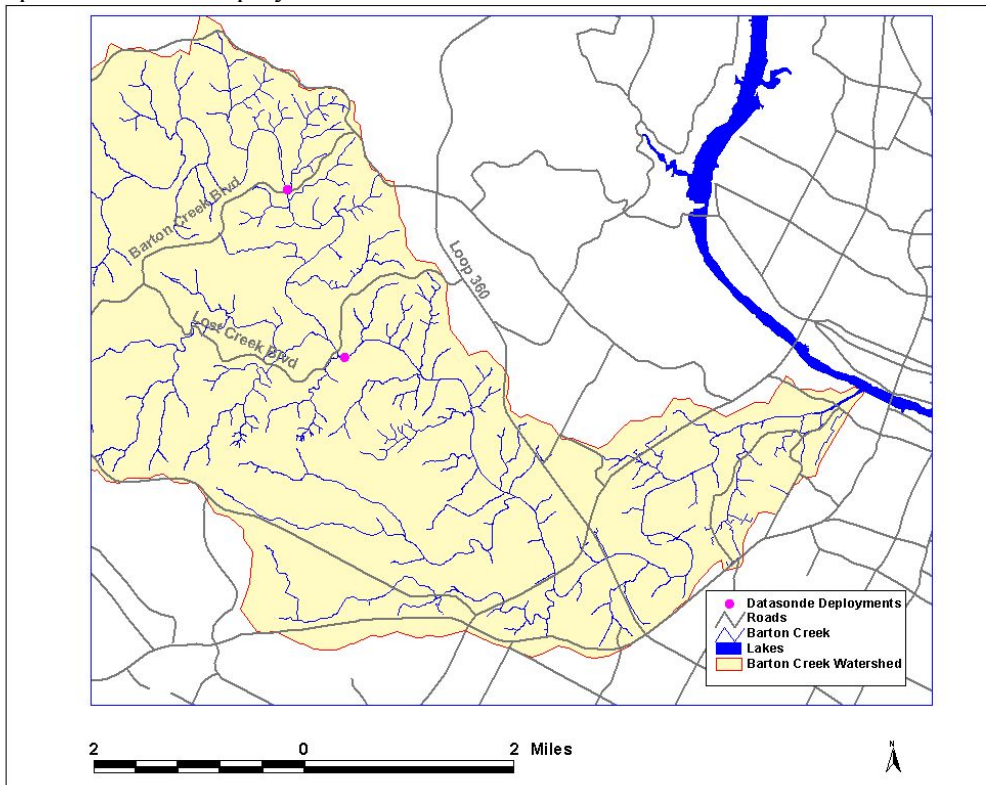 Barton Creek Blvd
Loop 360
Lost Creek Blvd
Datasonde Deployments
Roads
Barton Creek
Lakes
Barton Creek Watershed
2 0 2 Miles
N